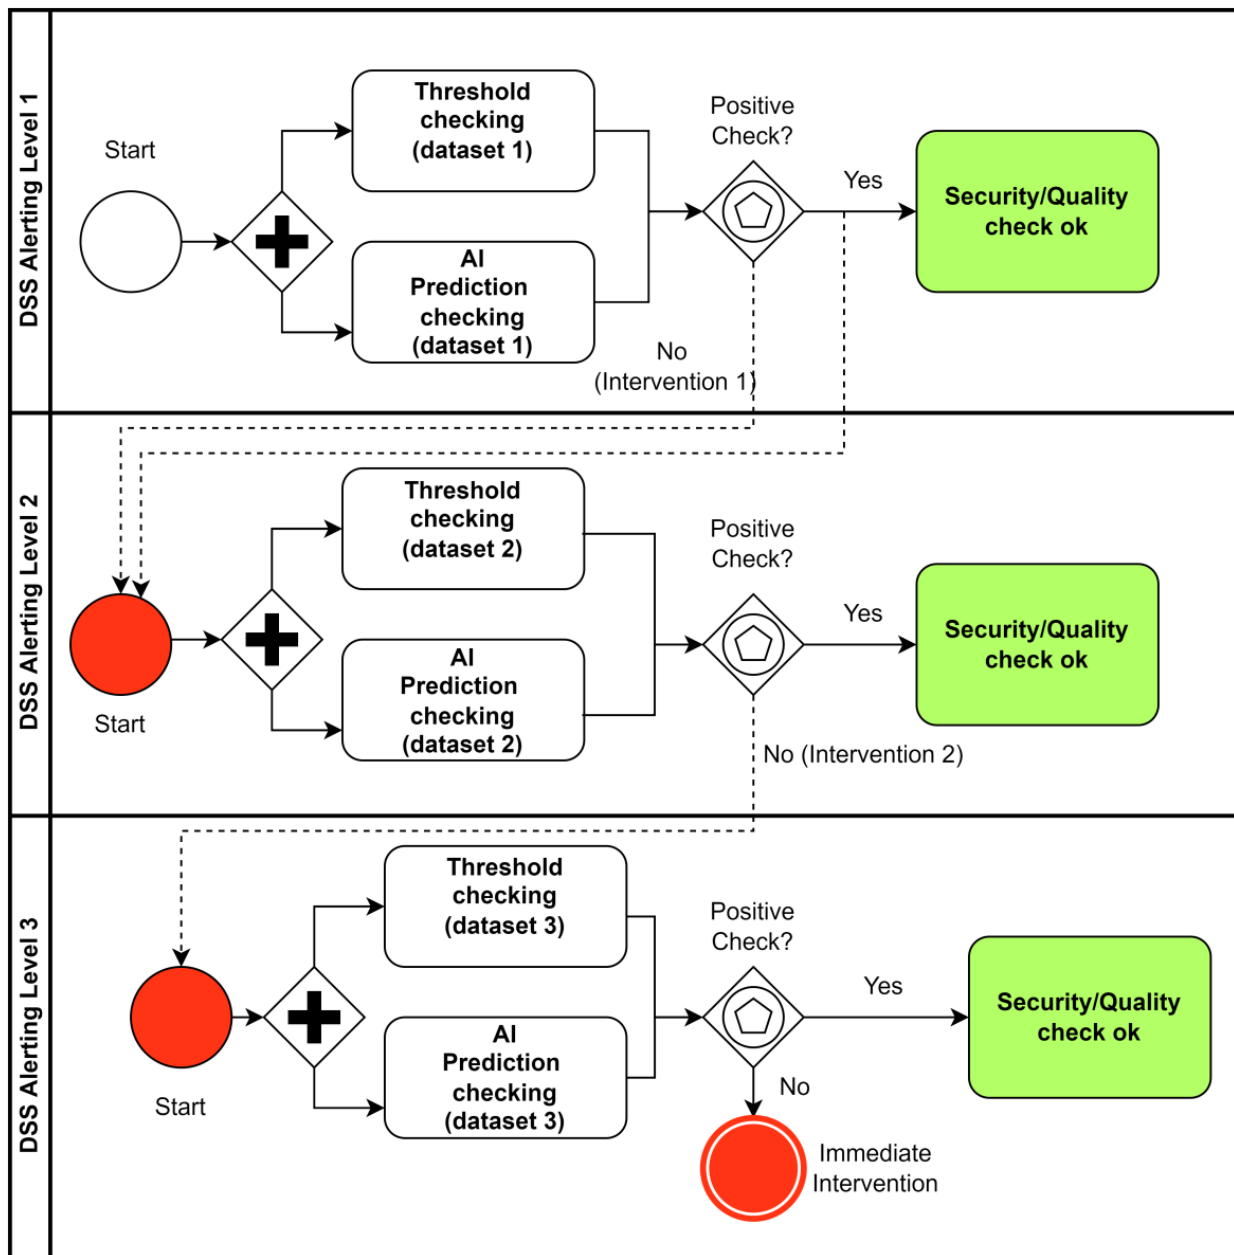 DSS Alerting Level 1
Start
Threshold
checking
(dataset 1)
AI
Prediction
checking
(dataset 1)
Positive
Check?
Yes
Security/Quality
check ok
No
(Intervention 1)
DSS Alerting Level 2
Start
Threshold
checking
(dataset 2)
AI
Prediction
checking
(dataset 2)
Positive
Check?
Yes
Security/Quality
check ok
No (Intervention 2)
DSS Alerting Level 3
Start
Threshold
checking
(dataset 3)
AI
Prediction
checking
(dataset 3)
Positive
Check?
Yes
Security/Quality
check ok
No
Immediate
Intervention